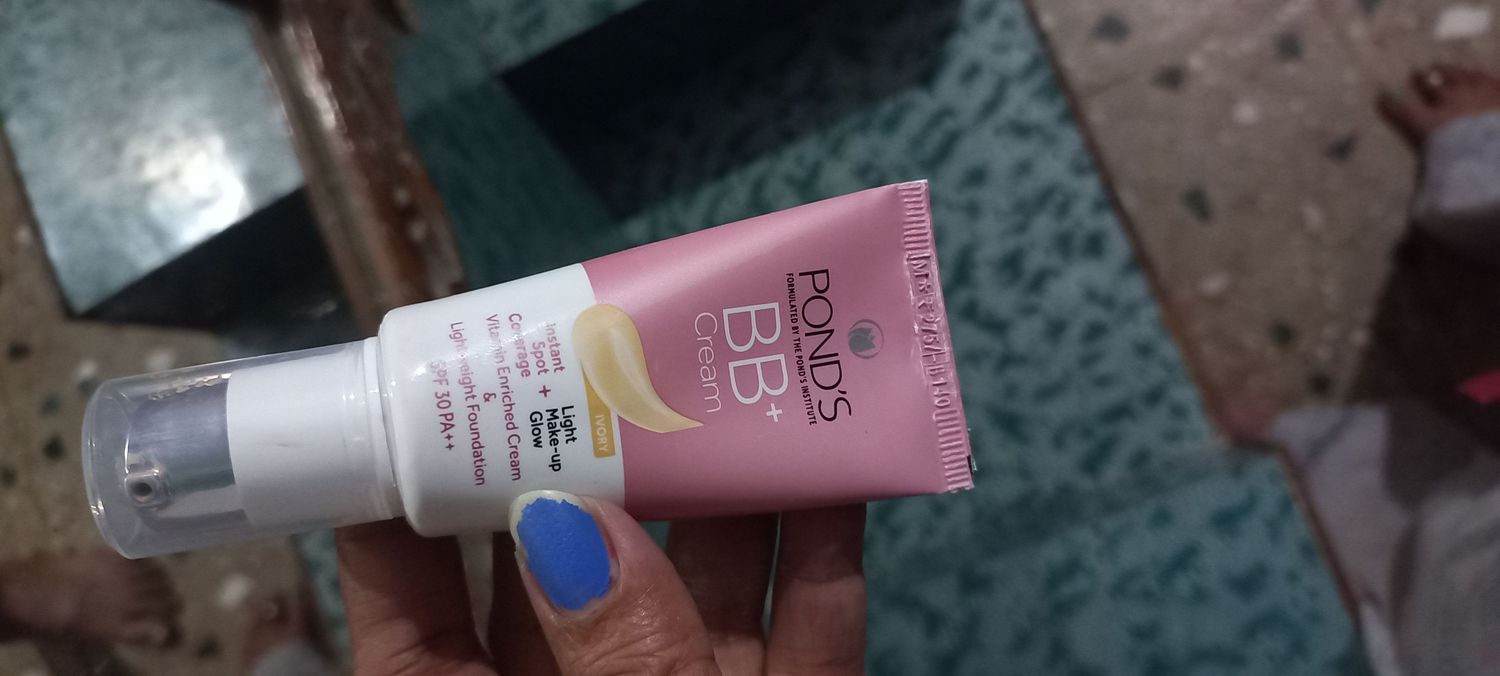 POND'S
FORMULATED BY THE POND'S INSTITUTE
BB+
Cream
IVORY
Instant
Spot
Coverage
+
Light
Make-up
Glow
Vitamin Enriched Cream
&
Lightweight Foundation
SPF 30 PA++